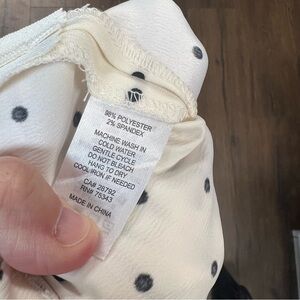 98% POLYESTER
2% SPANDEX
MACHINE WASH IN
COLD WATER
GENTLE CYCLE
DO NOT BLEACH
HANG TO DRY
COOL IRON IF NEEDED
CA# 28792
RN# 75343
MADE IN CHINA